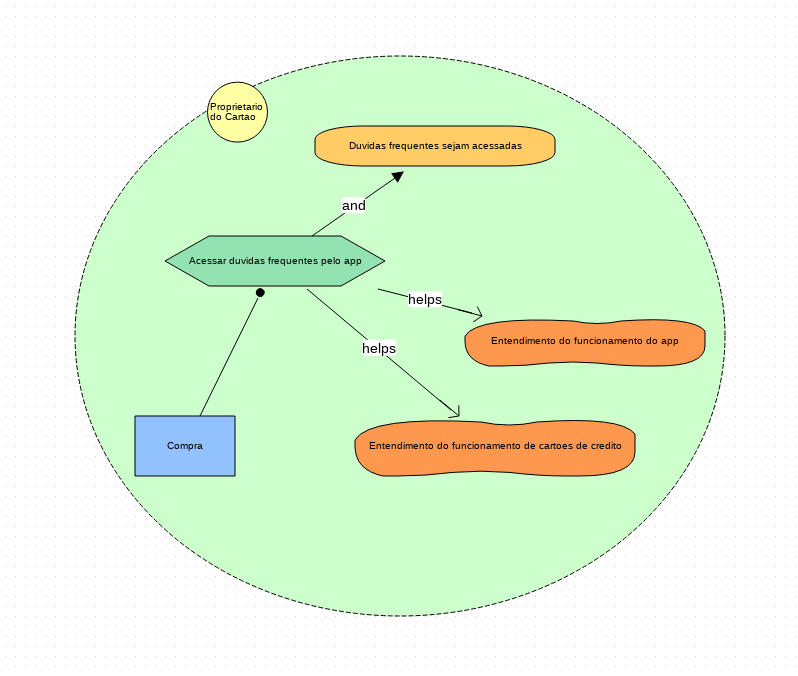 Proprietario
do Cartao
Duvidas frequentes sejam acessadas
and
Acessar duvidas frequentes pelo app
helps
Entendimento do funcionamento do app
helps
Compra
Entendimento do funcionamento de cartoes de credito